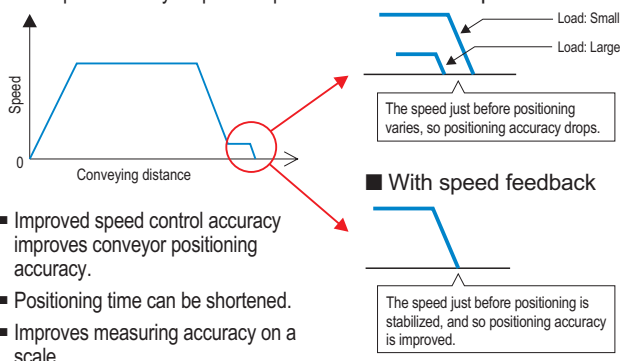 Load: Small
Load: Large
Speed
0
Conveying distance
The speed just before positioning
varies, so positioning accuracy drops.
■ With speed feedback
▪ Improved speed control accuracy
improves conveyor positioning
accuracy.
▪ Positioning time can be shortened.
▪ Improves measuring accuracy on a
scale
The speed just before positioning is
stabilized, and so positioning accuracy
is improved.